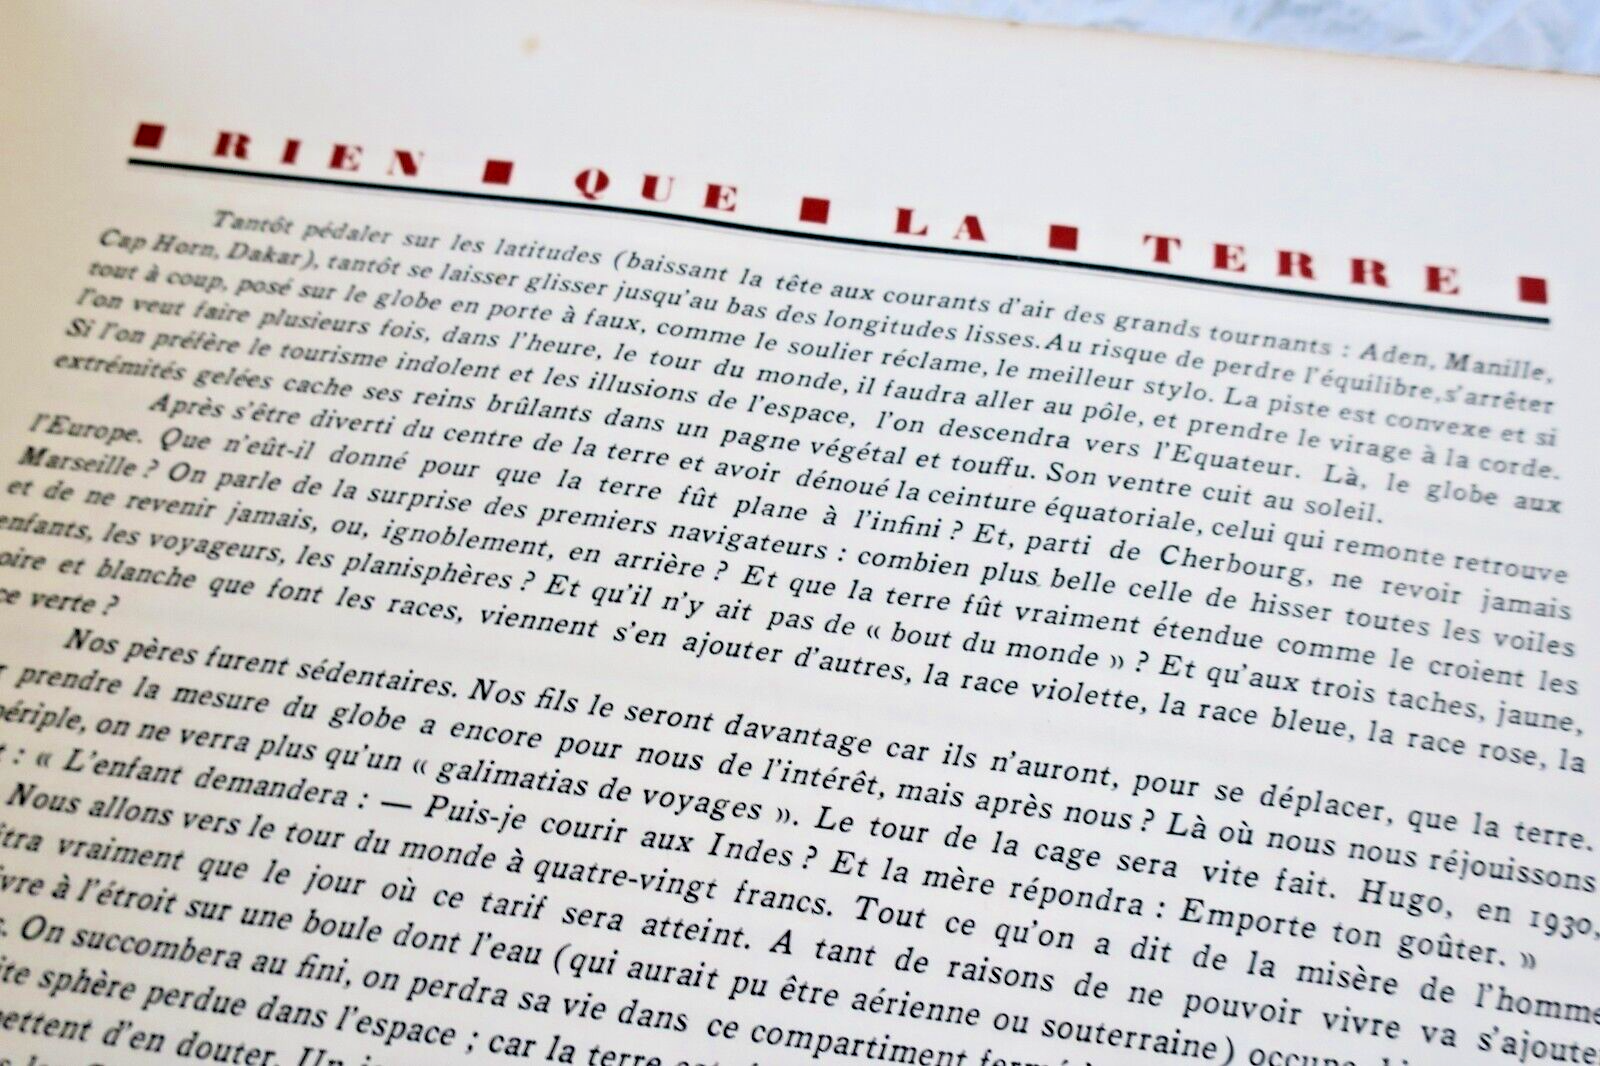 RIEN QUE LA TERRE
Tantôt pédaler sur les latitudes (baissant la tête aux courants d'air des grands tournants : Aden, Manille,
Cap Horn, Dakar), tantôt se laisser glisser jusqu'au bas des longitudes lisses. Au risque de perdre l'équilibre, s'arrêter
tout à coup, posé sur le globe en porte à faux, comme le soulier réclame, le meilleur stylo. La piste est convexe et si
l'on veut faire plusieurs fois, dans l'heure, le tour du monde, il faudra aller au pôle, et prendre le virage à la corde.
Si l'on préfère le tourisme indolent et les illusions de l'espace, l'on descendra vers l'Equateur. Là, le globe aux
extrémités gelées cache ses reins brûlants dans un pagne végétal et touffu. Son ventre cuit au soleil.
Après s'être diverti du centre de la terre et avoir dénoué la ceinture équatoriale, celui qui remonte retrouve
l'Europe. Que n'eût-il donné pour que la terre fût plane à l'infini ? Et, parti de Cherbourg, ne revoir jamais
Marseille ? On parle de la surprise des premiers navigateurs : combien plus belle celle de hisser toutes les voiles
et de ne revenir jamais, ou, ignoblement, en arrière ? Et que la terre fût vraiment étendue comme le croient les
enfants, les voyageurs, les planisphères ? Et qu'il n'y ait pas de « bout du monde » ? Et qu'aux trois taches, jaune,
oire et blanche que font les races, viennent s'en ajouter d'autres, la race violette, la race bleue, la race rose, la
ce verte ?
Nos pères furent sédentaires. Nos fils le seront davantage car ils n'auront, pour se déplacer, que la terre.
prendre la mesure du globe a encore pour nous de l'intérêt, mais après nous ? Là où nous nous réjouissons
périple, on ne verra plus qu'un « galimatias de voyages ». Le tour de la cage sera vite fait. Hugo, en 1930,
: « L'enfant demandera : — Puis-je courir aux Indes ? Et la mère répondra : Emporte ton goûter. »
Nous allons vers le tour du monde à quatre-vingt francs. Tout ce qu'on a dit de la misère de l'homme
tra vraiment que le jour où ce tarif sera atteint. A tant de raisons de ne pouvoir vivre va s'ajouter
vre à l'étroit sur une boule dont l'eau (qui aurait pu être aérienne ou souterraine) occupe
. On succombera au fini, on perdra sa vie dans ce compartiment fermé
ite sphère perdue dans l'espace ; car la terre
ettent d'en douter. Un